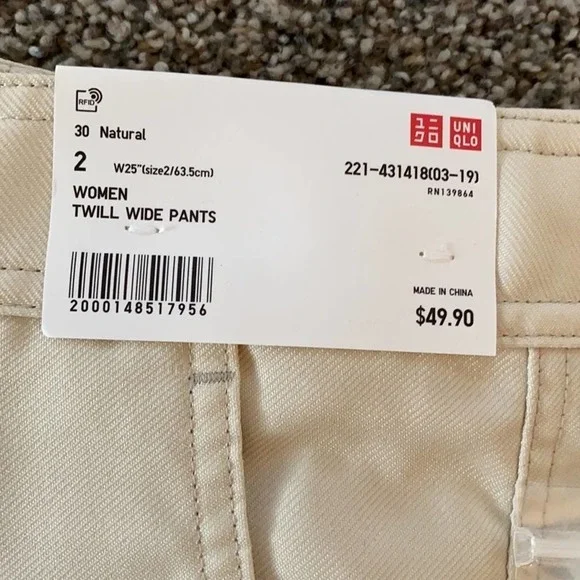 RFID
30 Natural
ユニ
クロ
UNI
QLO
2 W25"(size2/63.5cm)
221-431418(03-19)
RN139864
WOMEN
TWILL WIDE PANTS
2000148517956
MADE IN CHINA
$49.90